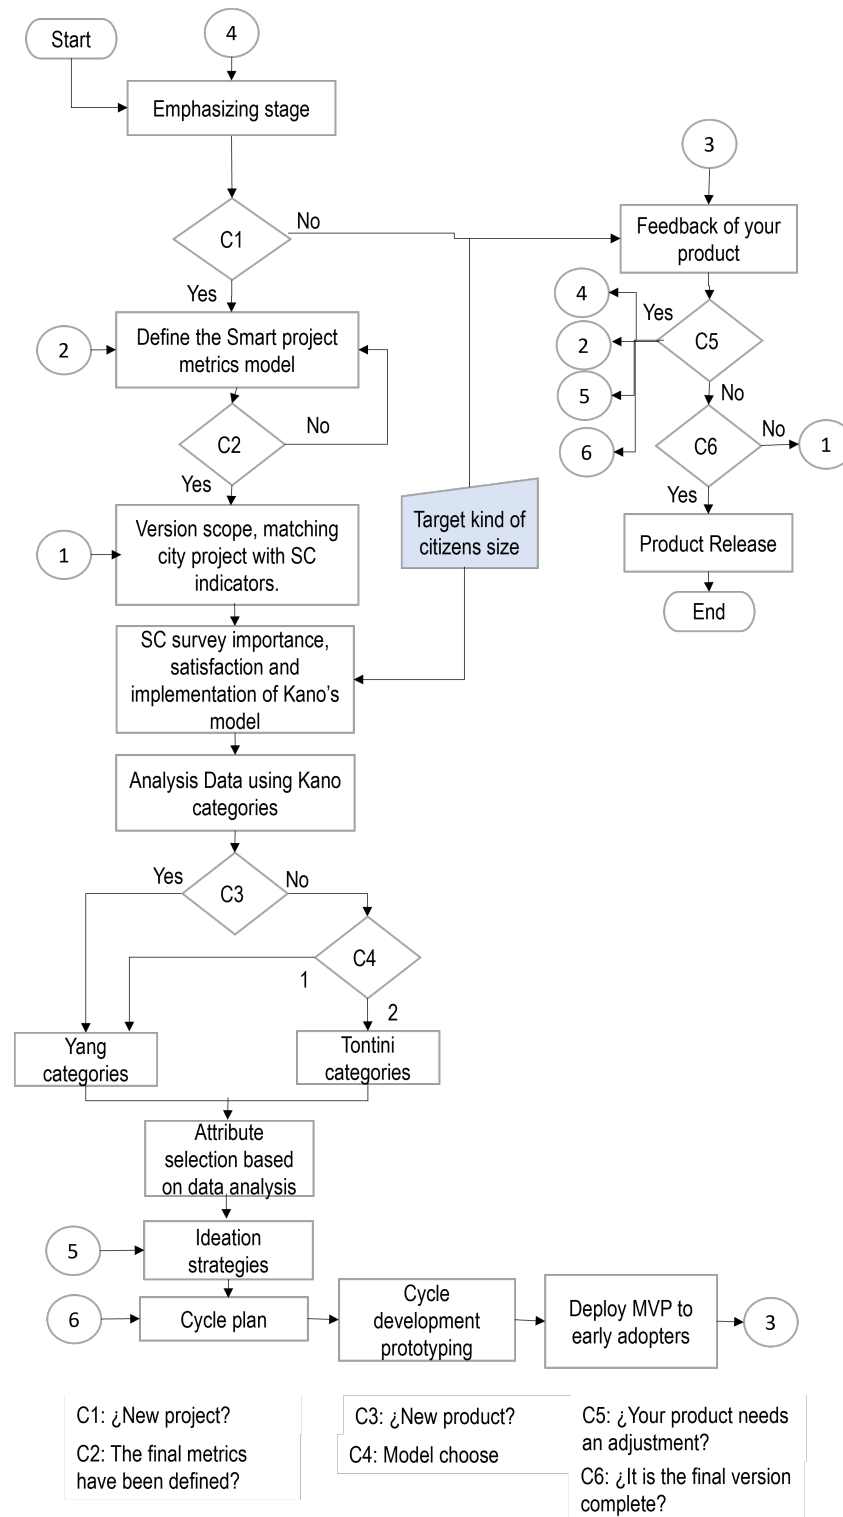 Start
4
Emphasizing stage
3
C1
No
Feedback of your
product
Yes
4
Yes
2
Define the Smart project
metrics model
2
C5
5
No
C2
No
6
C6
No
1
Yes
Yes
1
Version scope, matching
city project with SC
indicators.
Target kind of
citizens size
Product Release
End
SC survey importance,
satisfaction and
implementation of Kano’s
model
Analysis Data using Kano
categories
Yes
C3
No
C4
1
2
Yang
categories
Tontini
categories
Attribute
selection based
on data analysis
5
Ideation
strategies
6
Cycle plan
Cycle
development
prototyping
Deploy MVP to
early adopters
3
C1: ¿New project?
C2: The final metrics
have been defined?
C3: ¿New product?
C4: Model choose
C5: ¿Your product needs
an adjustment?
C6: ¿It is the final version
complete?